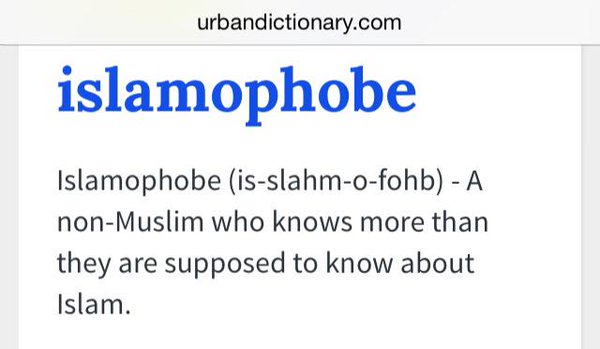 urbandictionary.com
islamophobe
Islamophobe (is-slahm-o-fohb) - A
non-Muslim who knows more than
they are supposed to know about
Islam.